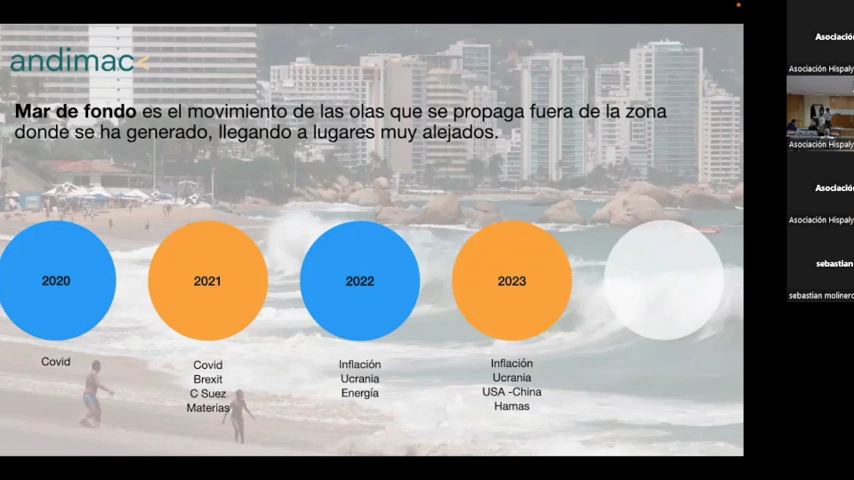 andimac
Mar de fondo es el movimiento de las olas que se propaga fuera de la zona
donde se ha generado, llegando a lugares muy alejados.
2020
2021
2022
2023
Covid
Covid
Brexit
C Suez
Materias
Inflación
Ucrania
Energía
Inflación
Ucrania
USA -China
Hamas
Asociación
Asociación Hispaly
Asociación Hispaly
Asociación
Asociación Hispaly
sebastian
sebastian molinero